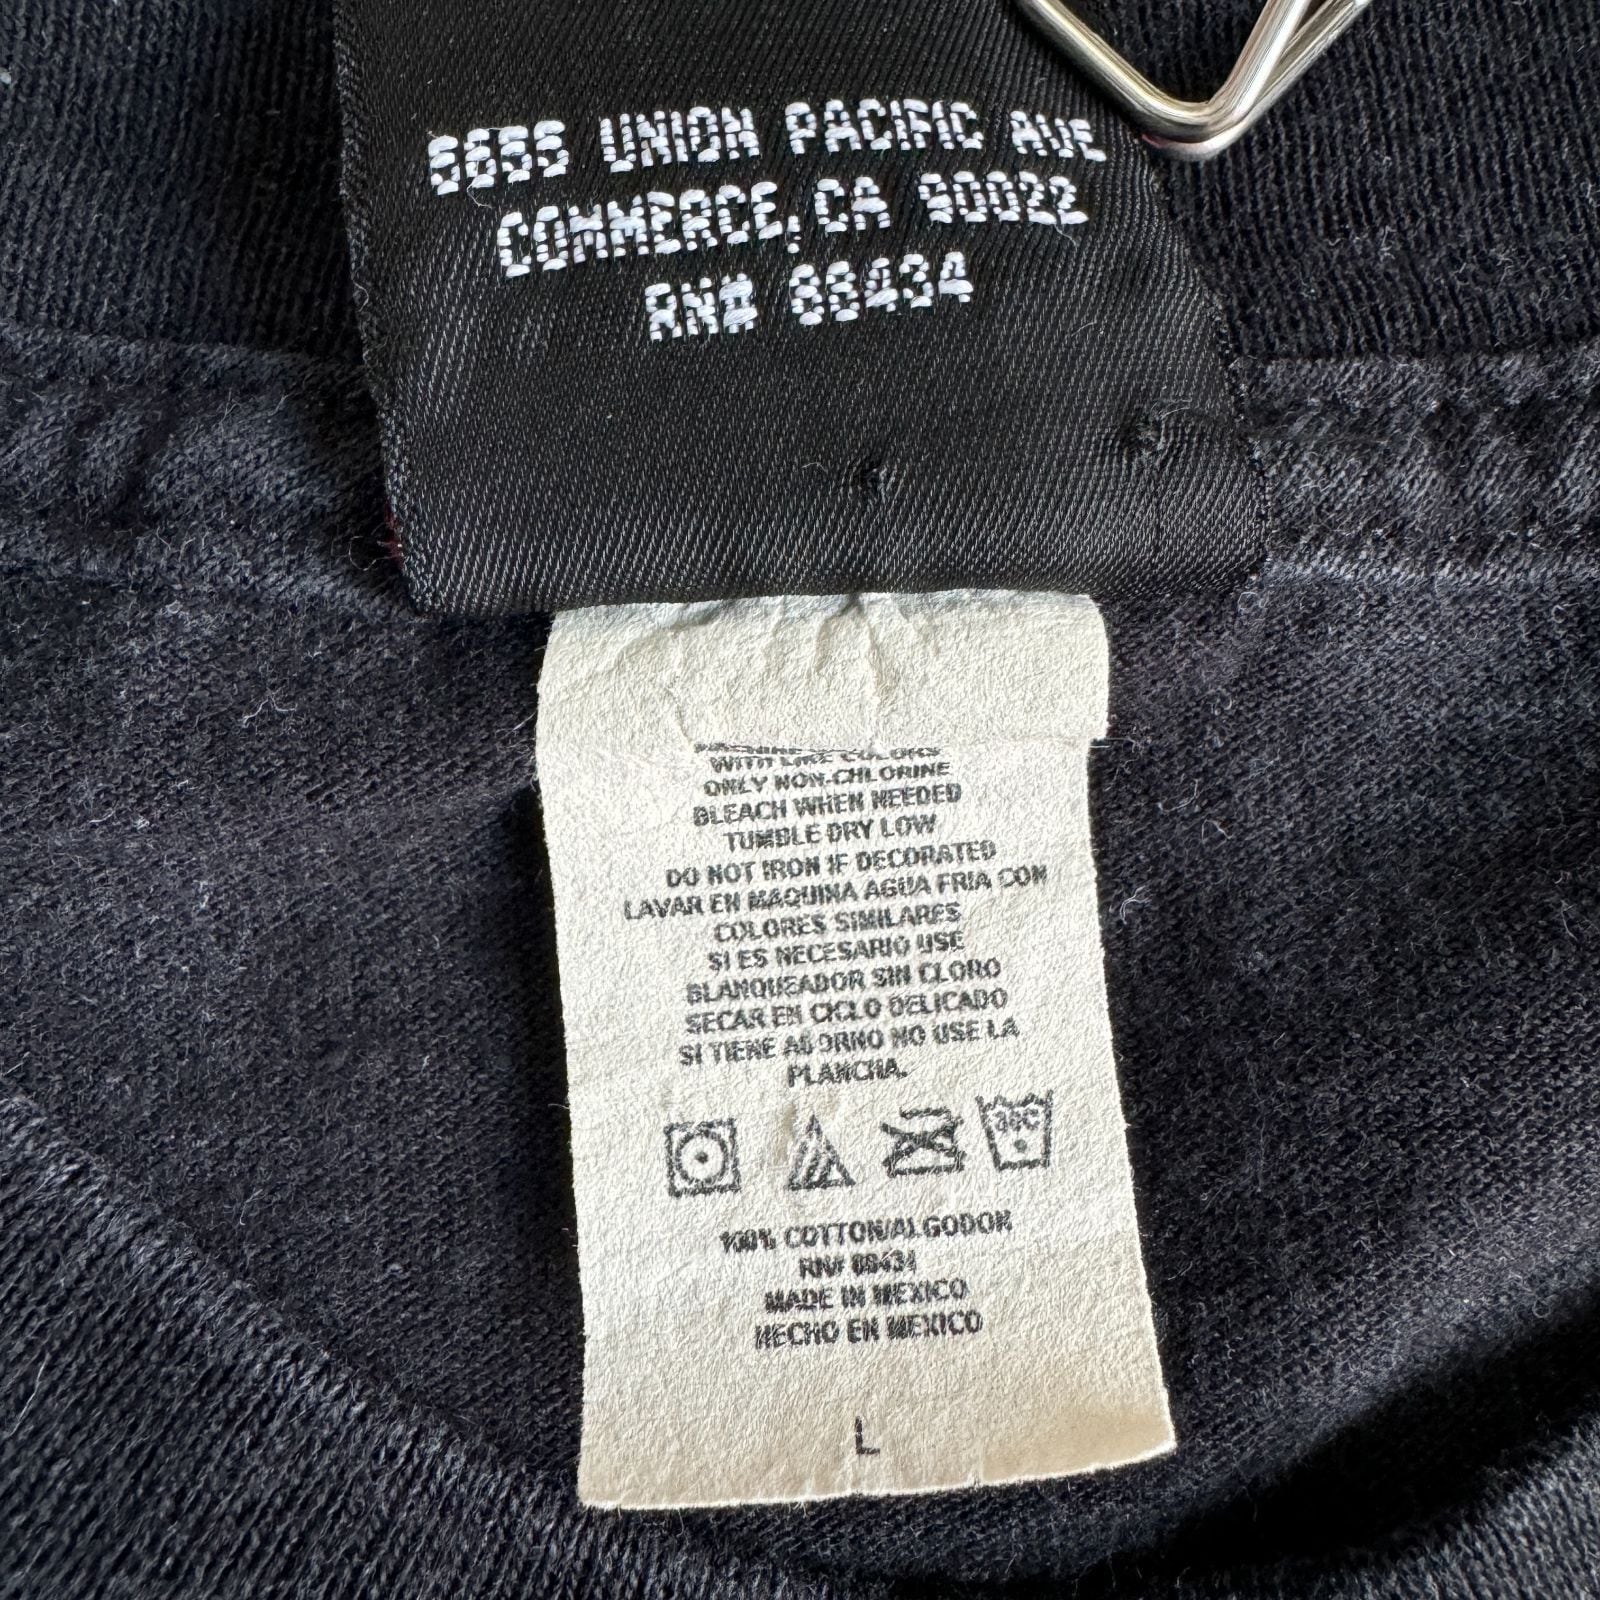 5655 UNION PACIFIC AVE
COMMERCE, CA 90022
RN# 88434
WITH LIKE COLORS
ONLY NON-CHLORINE
BLEACH WHEN NEEDED
TUMBLE DRY LOW
DO NOT IRON IF DECORATED
LAVAR EN MAQUINA AGUA FRIA CON
COLORES SIMILARES
SI ES NECESARIO USE
BLANQUEADOR SIN CLORO
SECAR EN CICLO DELICADO
SI TIENE ADORNO NO USE LA
PLANCHA.
30C
100% COTTON/ALGODON
RN# 88434
MADE IN MEXICO
HECHO EN MEXICO
L